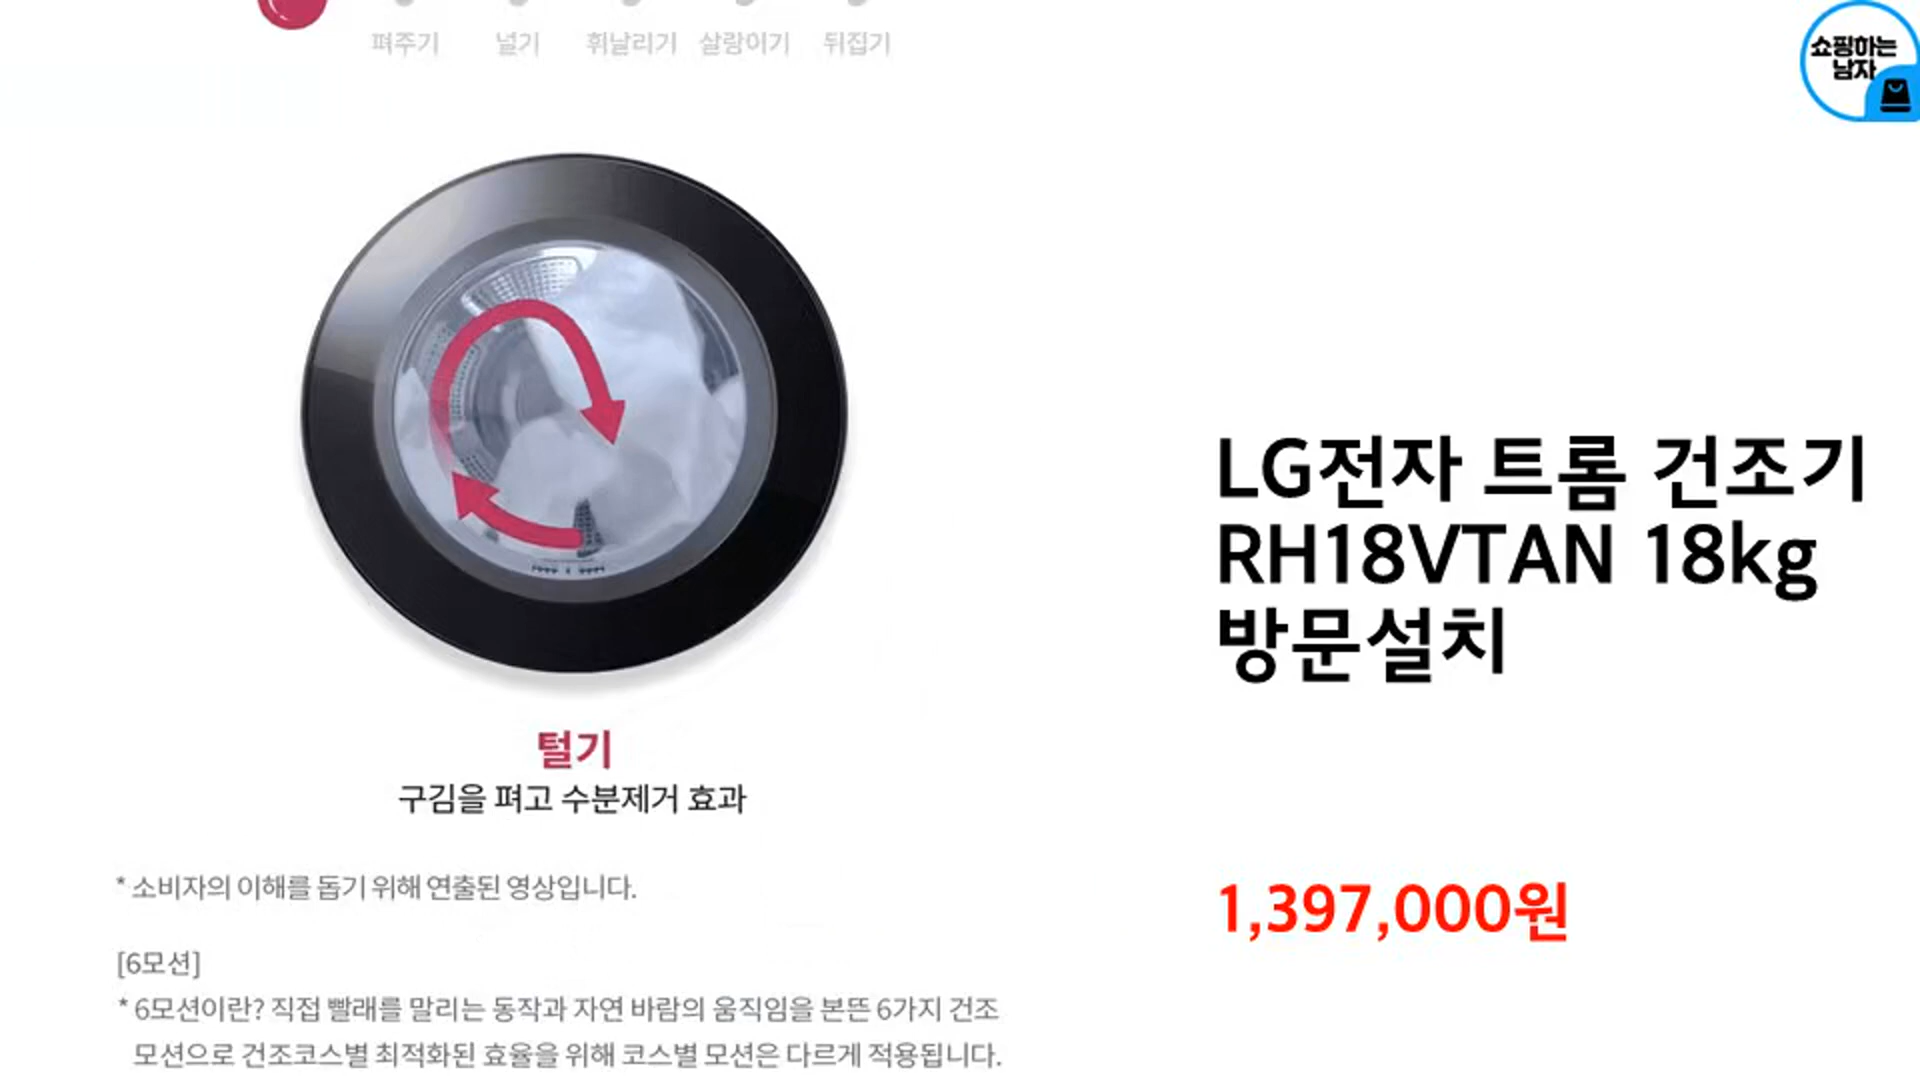 펴주기 널기 휘날리기 살랑이기 뒤집기
쇼핑하는
남자
털기
구김을 펴고 수분제거 효과
* 소비자의 이해를 돕기 위해 연출된 영상입니다.
[6모션]
* 6모션이란? 직접 빨래를 말리는 동작과 자연 바람의 움직임을 본뜬 6가지 건조
모션으로 건조코스별 최적화된 효율을 위해 코스별 모션은 다르게 적용됩니다.
LG전자 트롬 건조기
RH18VTAN 18kg
방문설치
1,397,000원